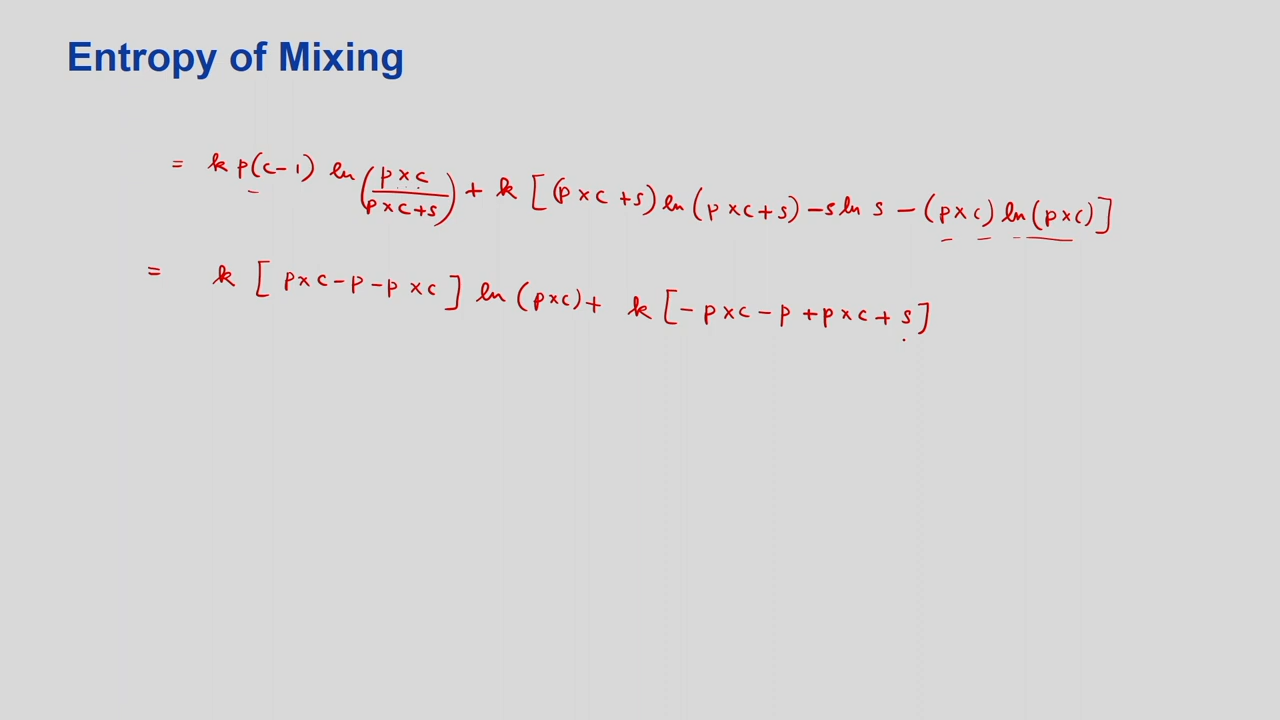 Entropy of Mixing
= k p(c-1) ln (p×c / p×c+s) + k [(p×c+s) ln (p×c+s) - s ln s - (p×c) ln (p×c)]
= k [p×c - p - p×c] ln (p×c) + k [- p×c - p + p×c + s]